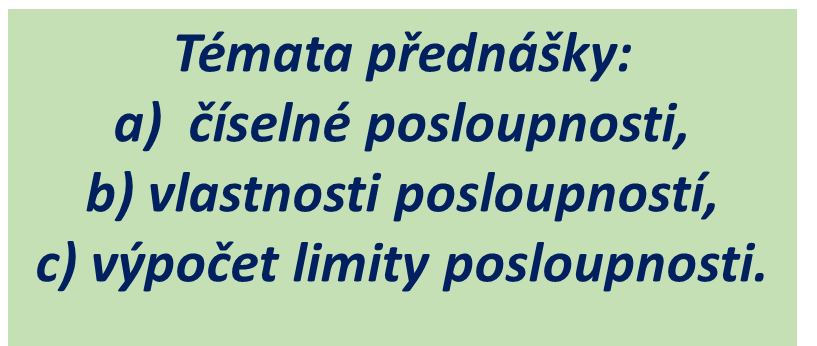 Témata přednášky:
a) číselné posloupnosti,
b) vlastnosti posloupností,
c) výpočet limity posloupnosti.